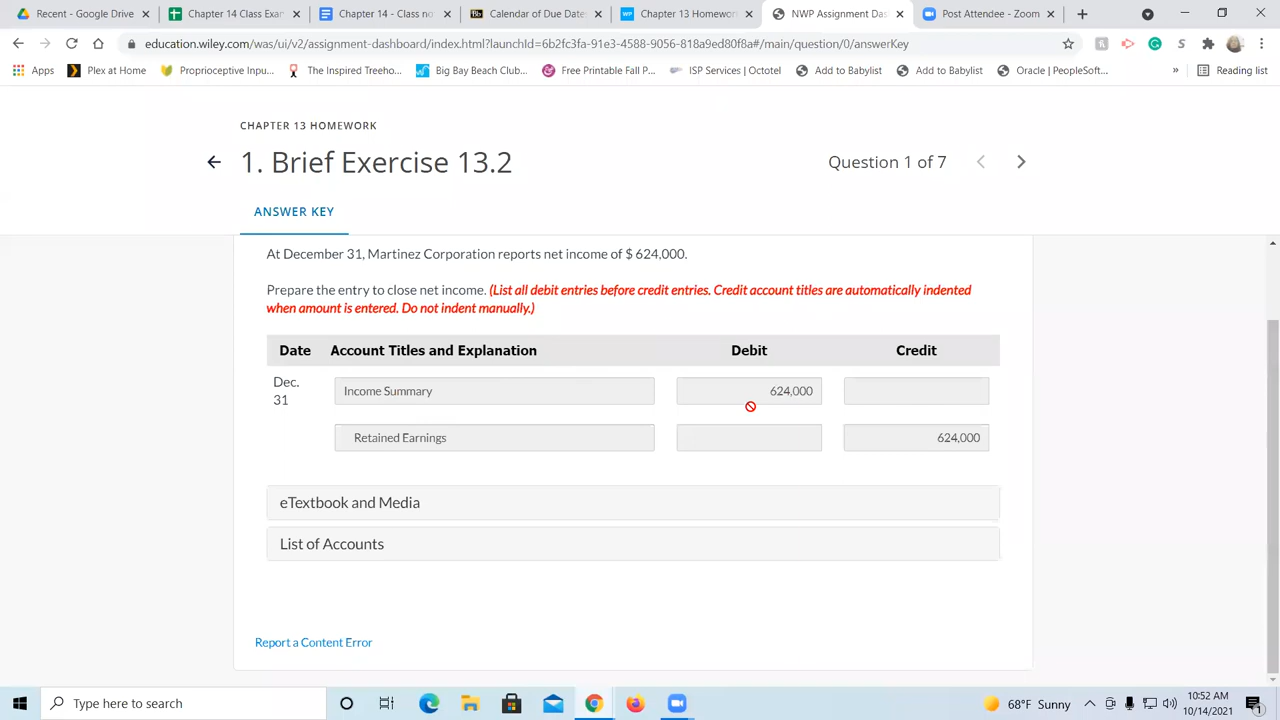 Recent - Google Drive
Chapter 14 Class Exam
Chapter 14 - Class no
Calendar of Due Date
WP Chapter 13 Homework
NWP Assignment Das
Post Attendee - Zoom
education.wiley.com/was/ui/v2/assignment-dashboard/index.html?launchId=6b2fc3fa-91e3-4588-9056-818a9ed80f8a#/main/question/0/answerKey
Apps
Plex at Home
Proprioceptive Inpu...
The Inspired Treeho...
Big Bay Beach Club...
Free Printable Fall P...
ISP Services | Octotel
Add to Babylist
Add to Babylist
Oracle | PeopleSoft...
»
Reading list
CHAPTER 13 HOMEWORK
1. Brief Exercise 13.2
Question 1 of 7
ANSWER KEY
At December 31, Martinez Corporation reports net income of $ 624,000.
Prepare the entry to close net income. (List all debit entries before credit entries. Credit account titles are automatically indented
when amount is entered. Do not indent manually.)
Date Account Titles and Explanation Debit Credit
Dec.
31
Income Summary 624,000
Retained Earnings 624,000
eTextbook and Media
List of Accounts
Report a Content Error
Type here to search
68°F Sunny
10:52 AM
10/14/2021
1